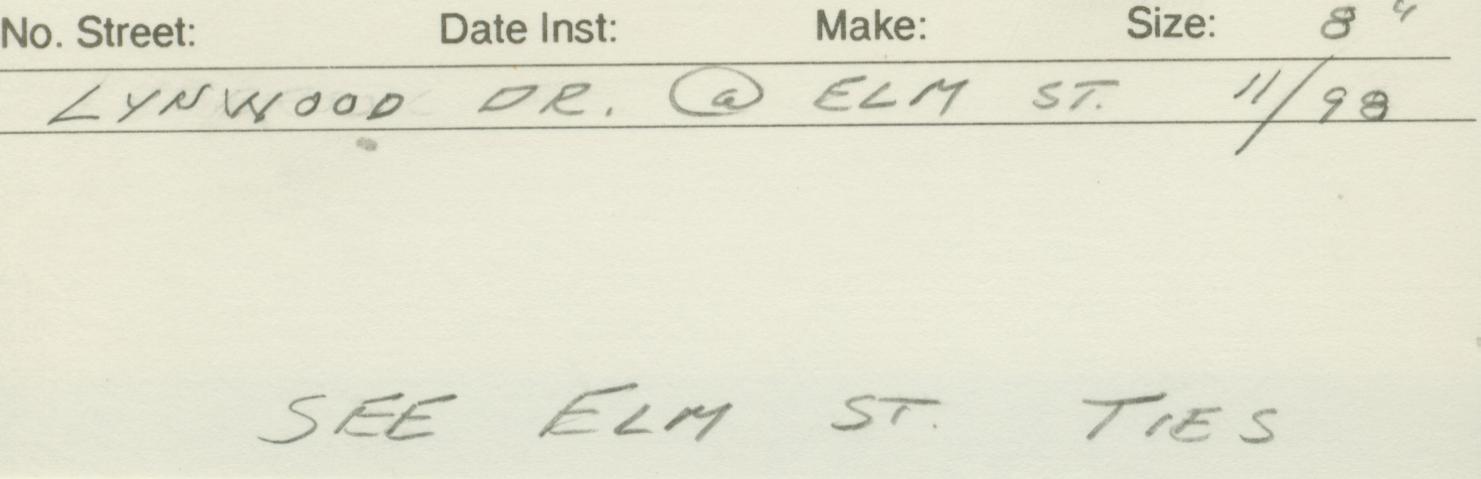 No. Street: Date Inst: Make: Size: 8"
LYNWOOD DR. @ ELM ST. 11/98
SEE ELM ST. TIES